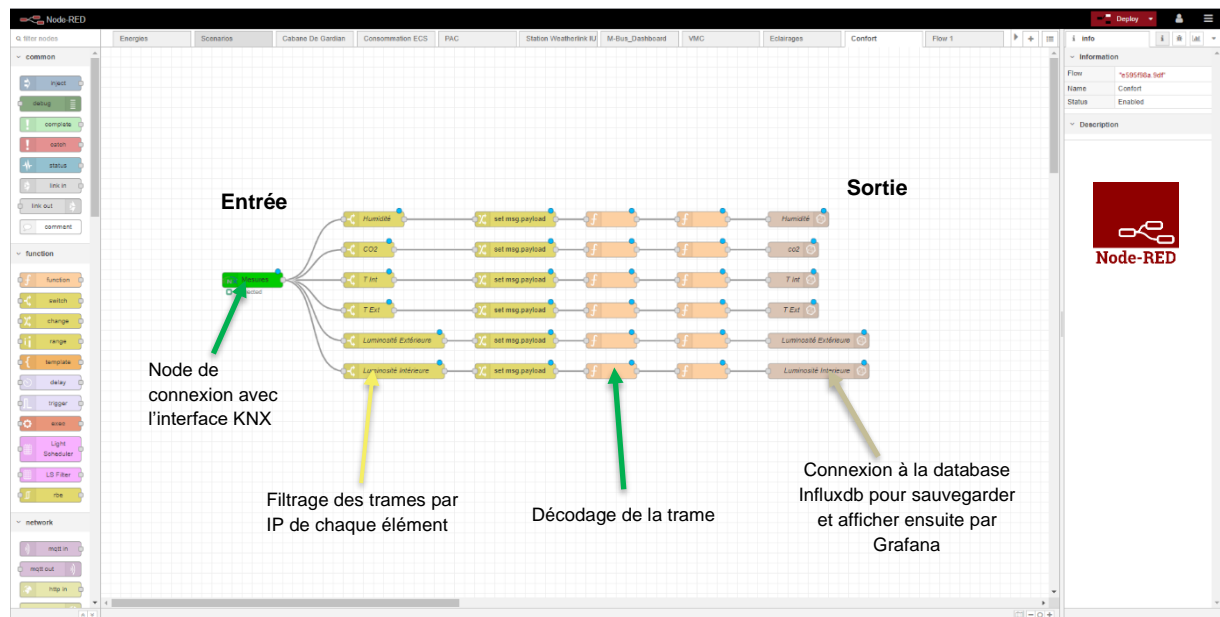 Node-RED
Deploy
filter nodes
Energies
Scenarios
Cabane De Gardian
Consommation ECS
PAC
Station Weatherlink IU
M-Bus_Dashboard
VMC
Eclairages
Confort
Flow 1
info
common
inject
debug
complete
catch
status
link in
link out
comment
function
function
switch
change
range
template
delay
trigger
exec
Light
Scheduler
LS Filter
rbe
network
mqtt in
mqtt out
http in
Entrée
Sortie
Mesures
Humidité
set msg.payload
f
f
Humidité
CO2
set msg.payload
f
f
co2
T Int
set msg.payload
f
f
T Int
T Ext
set msg.payload
f
f
T Ext
Luminosité Extérieure
set msg.payload
f
f
Luminosité Extérieure
Luminosité Intérieure
set msg.payload
f
f
Luminosité Intérieure
Node de
connexion avec
l'interface KNX
Filtrage des trames par
IP de chaque élément
Décodage de la trame
Connexion à la database
Influxdb pour sauvegarder
et afficher ensuite par
Grafana
Information
Flow "e595f98a.9df"
Name Confort
Status Enabled
Description
Node-RED